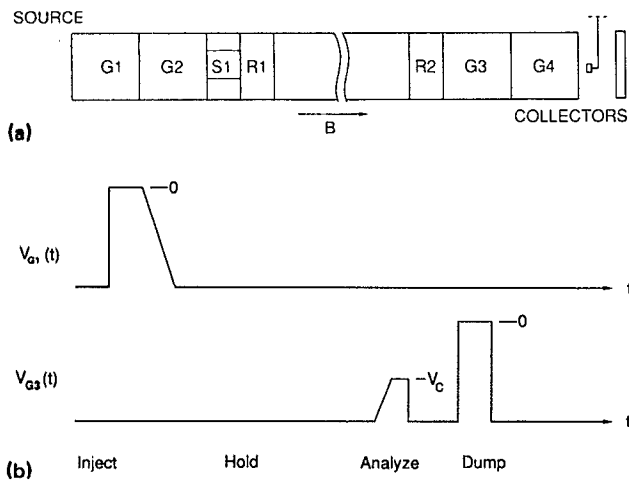 SOURCE
G1 G2 S1 R1 R2 G3 G4
COLLECTORS
B
(a)
V_G1 (t) —0
t
V_G3 (t) —0
—V_C
t
(b) Inject Hold Analyze Dump